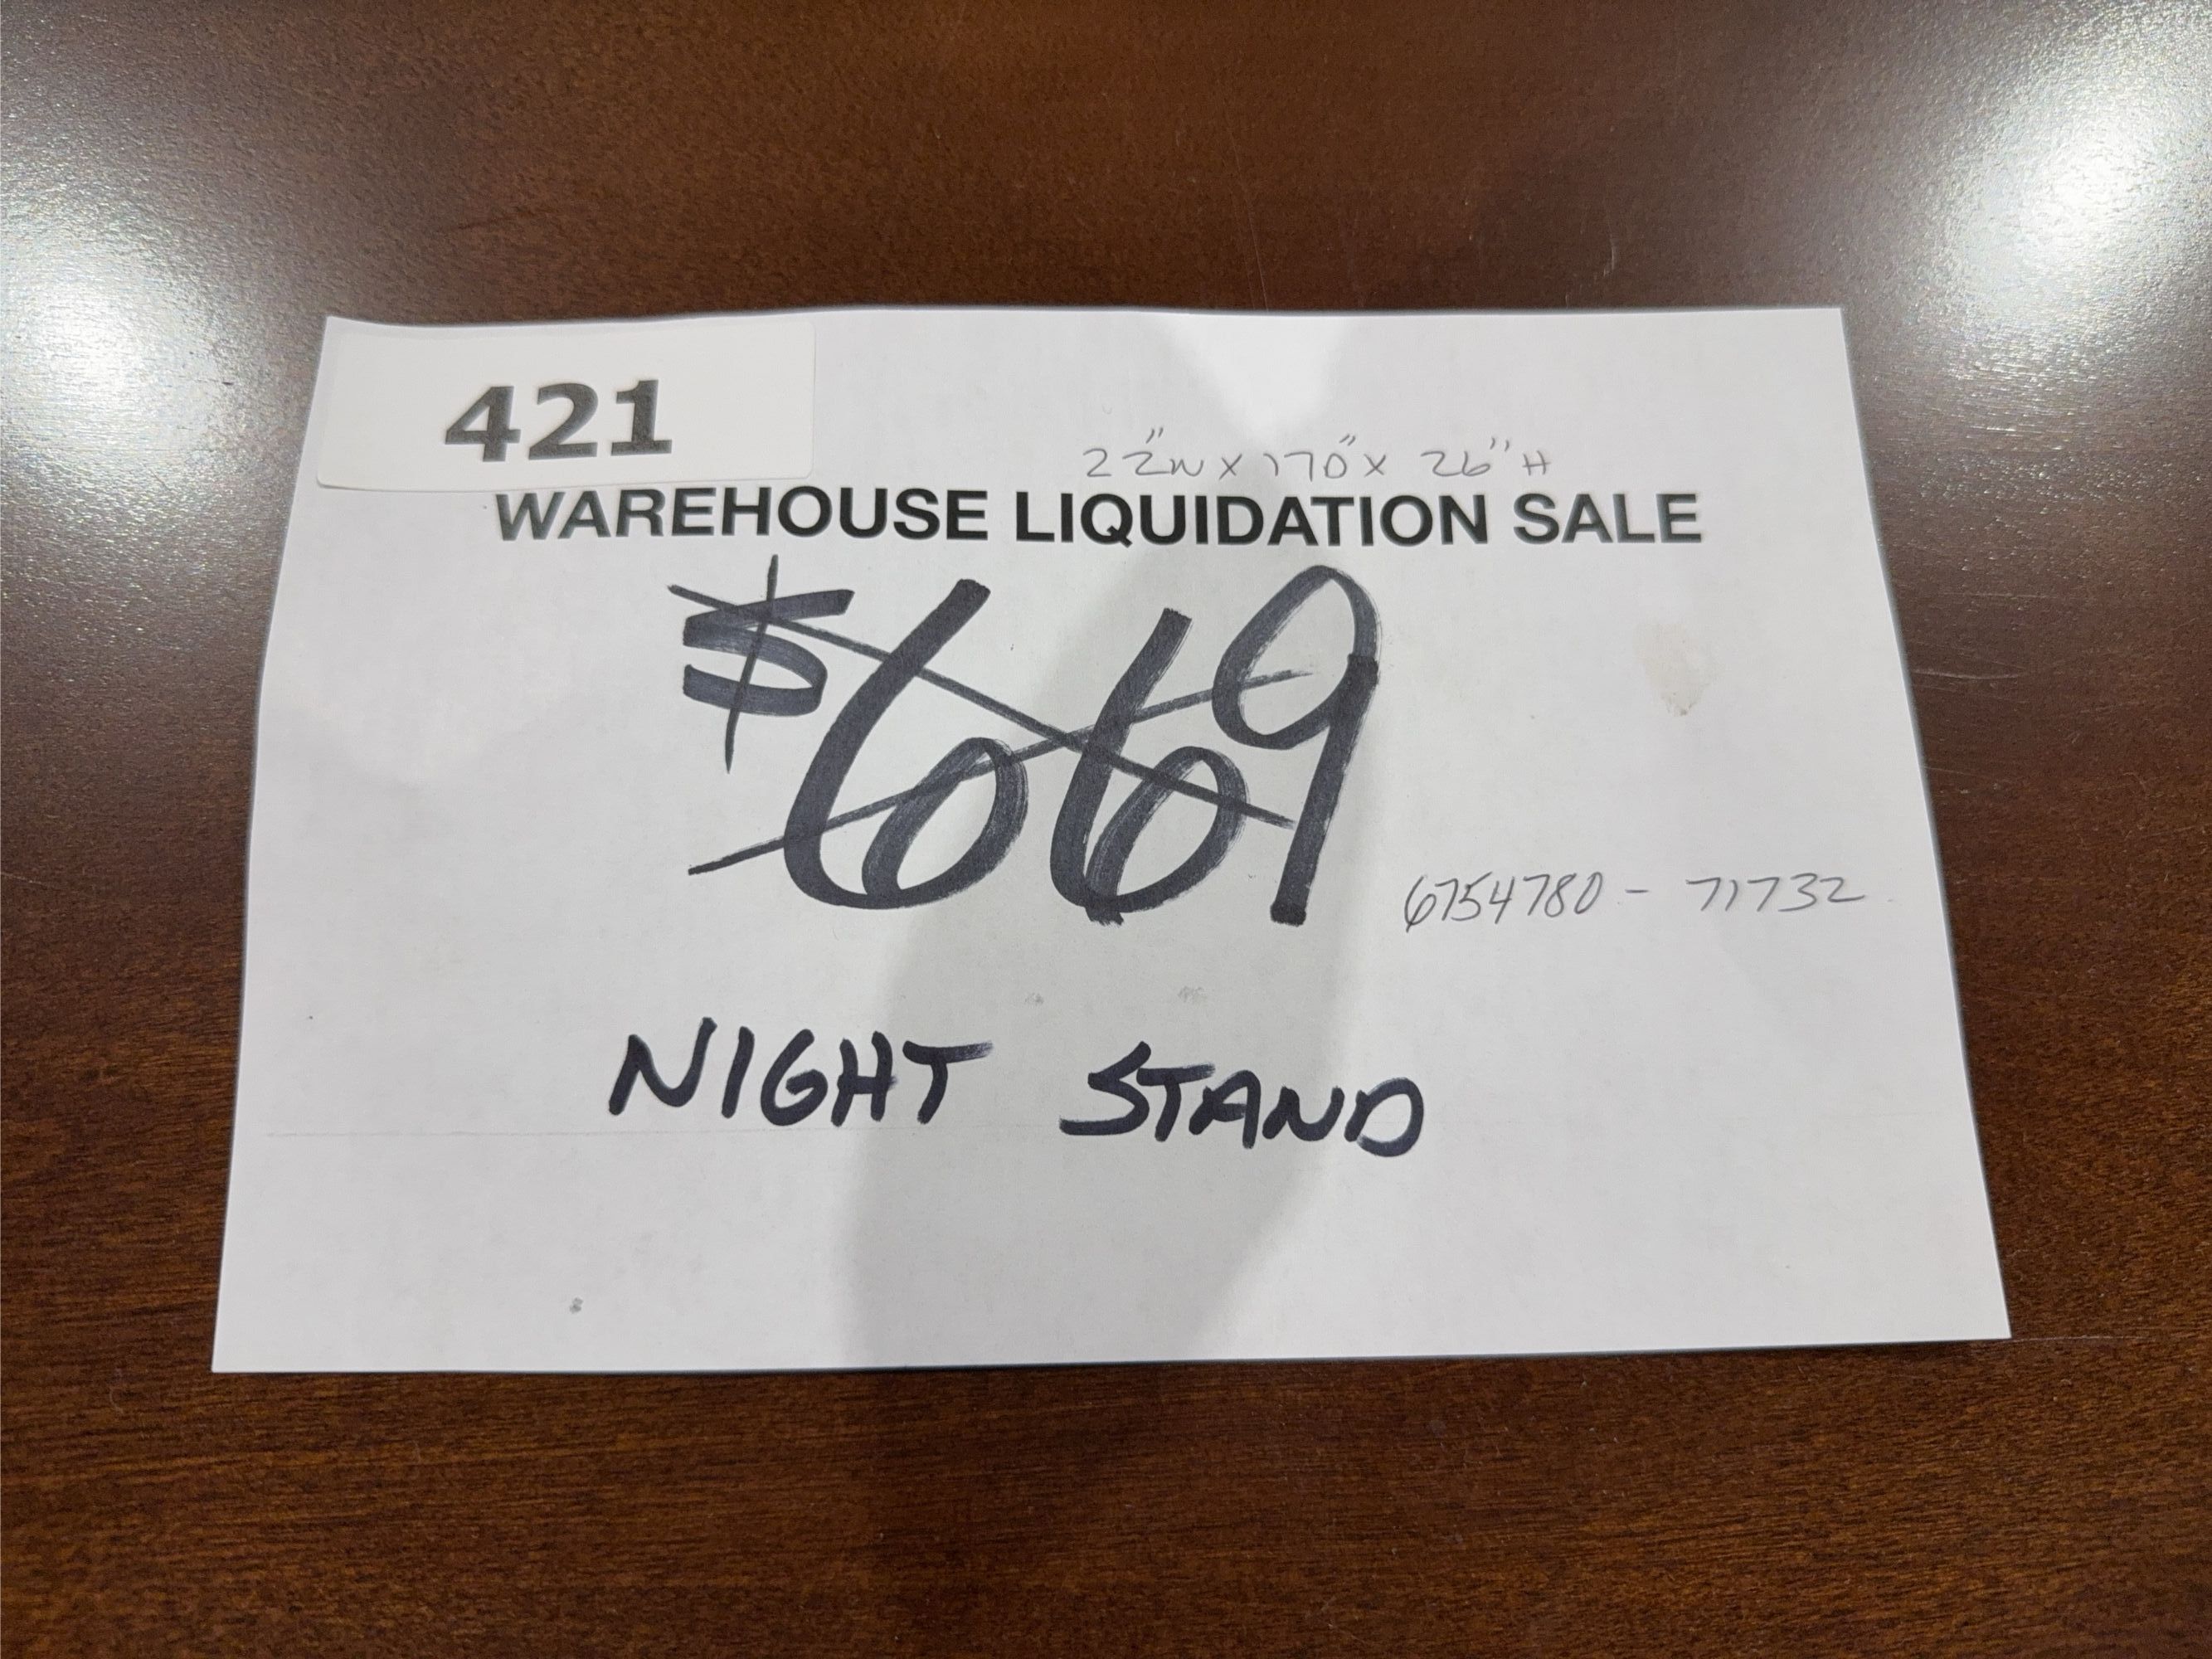 421
22"W X 17D" X 26"H
WAREHOUSE LIQUIDATION SALE
$669
6754780 - 71732
NIGHT STAND